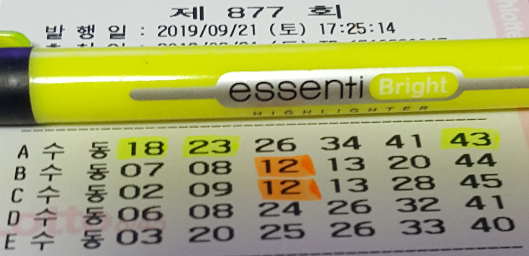 제 877 회
발 행 일 : 2019/09/21 (토) 17:25:14
essenti Bright
HIGHLIGHTER
A 수 동 18 23 26 34 41 43
B 수 동 07 08 12 13 20 44
C 수 동 02 09 12 13 28 45
D 수 동 06 08 24 26 32 41
E 수 동 03 20 25 26 33 40